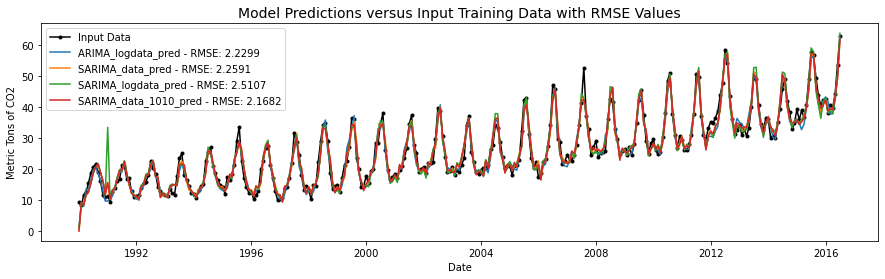 Model Predictions versus Input Training Data with RMSE Values
Metric Tons of CO2
60
50
40
30
20
10
0
Input Data
ARIMA_logdata_pred - RMSE: 2.2299
SARIMA_data_pred - RMSE: 2.2591
SARIMA_logdata_pred - RMSE: 2.5107
SARIMA_data_1010_pred - RMSE: 2.1682
1992 1996 2000 2004 2008 2012 2016
Date